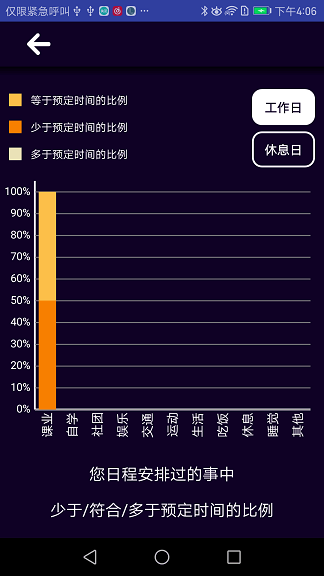 仅限紧急呼叫 ... 下午4:06
等于预定时间的比例
少于预定时间的比例
多于预定时间的比例
工作日
休息日
100%
90%
80%
70%
60%
50%
40%
30%
20%
10%
0%
课业 自学 社团 娱乐 交通 运动 生活 吃饭 休息 睡觉 其他
您日程安排过的事中
少于/符合/多于预定时间的比例